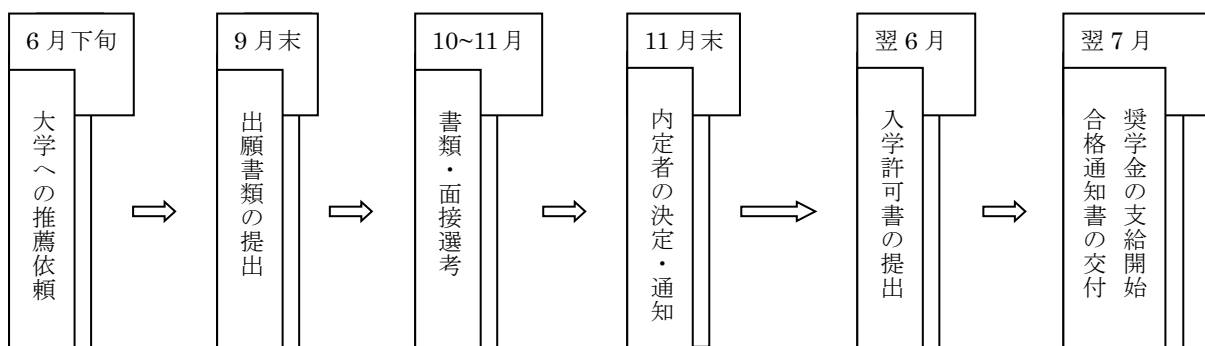 6月下旬
大学への推薦依頼
9月末
出願書類の提出
10~11月
書類・面接選考
11月末
内定者の決定・通知
翌6月
入学許可書の提出
翌7月
奨学金の支給開始
合格通知書の交付